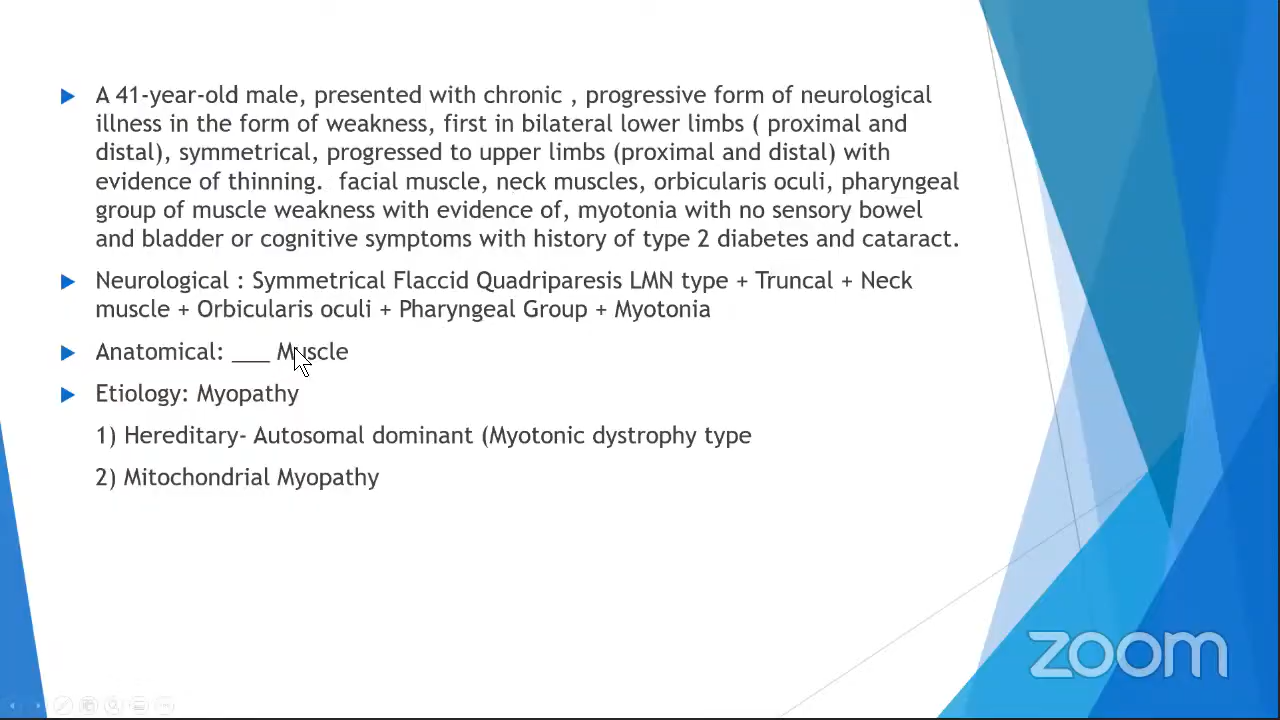 A 41-year-old male, presented with chronic , progressive form of neurological
illness in the form of weakness, first in bilateral lower limbs ( proximal and
distal), symmetrical, progressed to upper limbs (proximal and distal) with
evidence of thinning.  facial muscle, neck muscles, orbicularis oculi, pharyngeal
group of muscle weakness with evidence of, myotonia with no sensory bowel
and bladder or cognitive symptoms with history of type 2 diabetes and cataract.
Neurological : Symmetrical Flaccid Quadriparesis LMN type + Truncal + Neck
muscle + Orbicularis oculi + Pharyngeal Group + Myotonia
Anatomical: ___ Muscle
Etiology: Myopathy
1) Hereditary- Autosomal dominant (Myotonic dystrophy type
2) Mitochondrial Myopathy
zoom